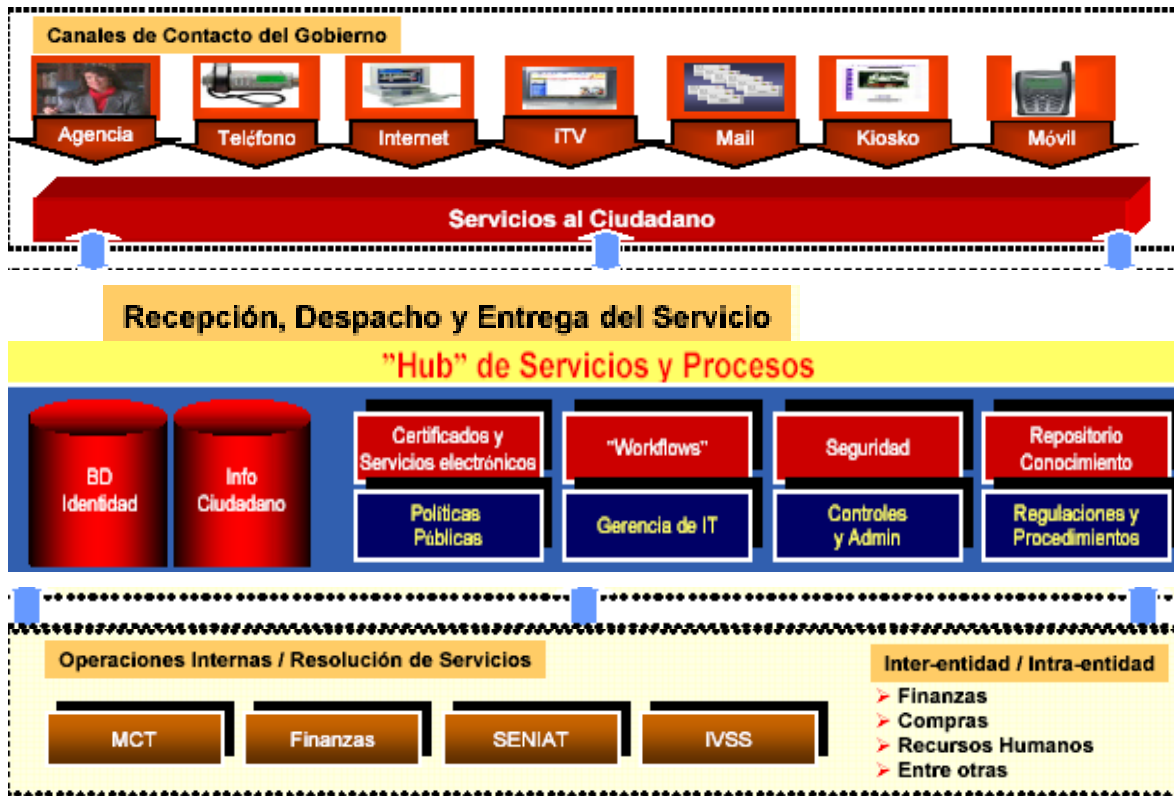 Canales de Contacto del Gobierno
Agencia
Teléfono
Internet
iTV
Mail
Kiosko
Móvil
Servicios al Ciudadano
Recepción, Despacho y Entrega del Servicio
”Hub” de Servicios y Procesos
BD
Identidad
Info
Ciudadano
Certificados y
Servicios electrónicos
"Workflows"
Seguridad
Repositorio
Conocimiento
Políticas
Públicas
Gerencia de IT
Controles
y Admin
Regulaciones y
Procedimientos
Operaciones Internas / Resolución de Servicios
MCT
Finanzas
SENIAT
IVSS
Inter-entidad / Intra-entidad
Finanzas
Compras
Recursos Humanos
Entre otras